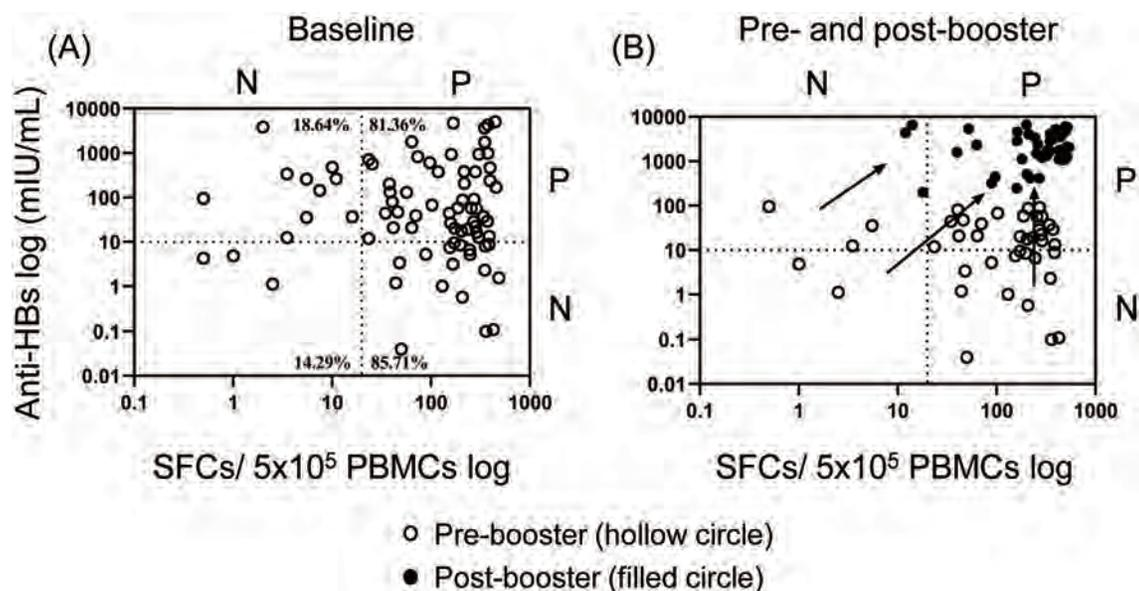 (A) Baseline
N P
Anti-HBs log (mIU/mL)
10000
1000
100
10
1
0.1
0.01
18.64% 81.36%
14.29% 85.71%
P
N
0.1 1 10 100 1000
SFCs/ 5x10⁵ PBMCs log
(B) Pre- and post-booster
N P
10000
1000
100
10
1
0.1
0.01
P
N
0.1 1 10 100 1000
SFCs/ 5x10⁵ PBMCs log
Pre-booster (hollow circle)
Post-booster (filled circle)